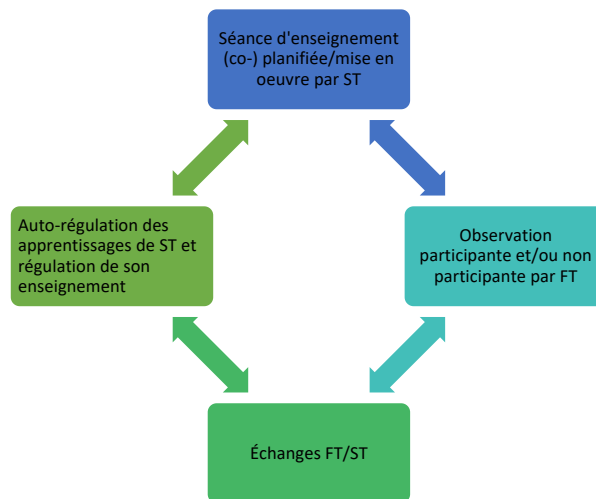 Séance d'enseignement
(co-) planifiée/mise en
oeuvre par ST
Auto-régulation des
apprentissages de ST et
régulation de son
enseignement
Observation
participante et/ou non
participante par FT
Échanges FT/ST